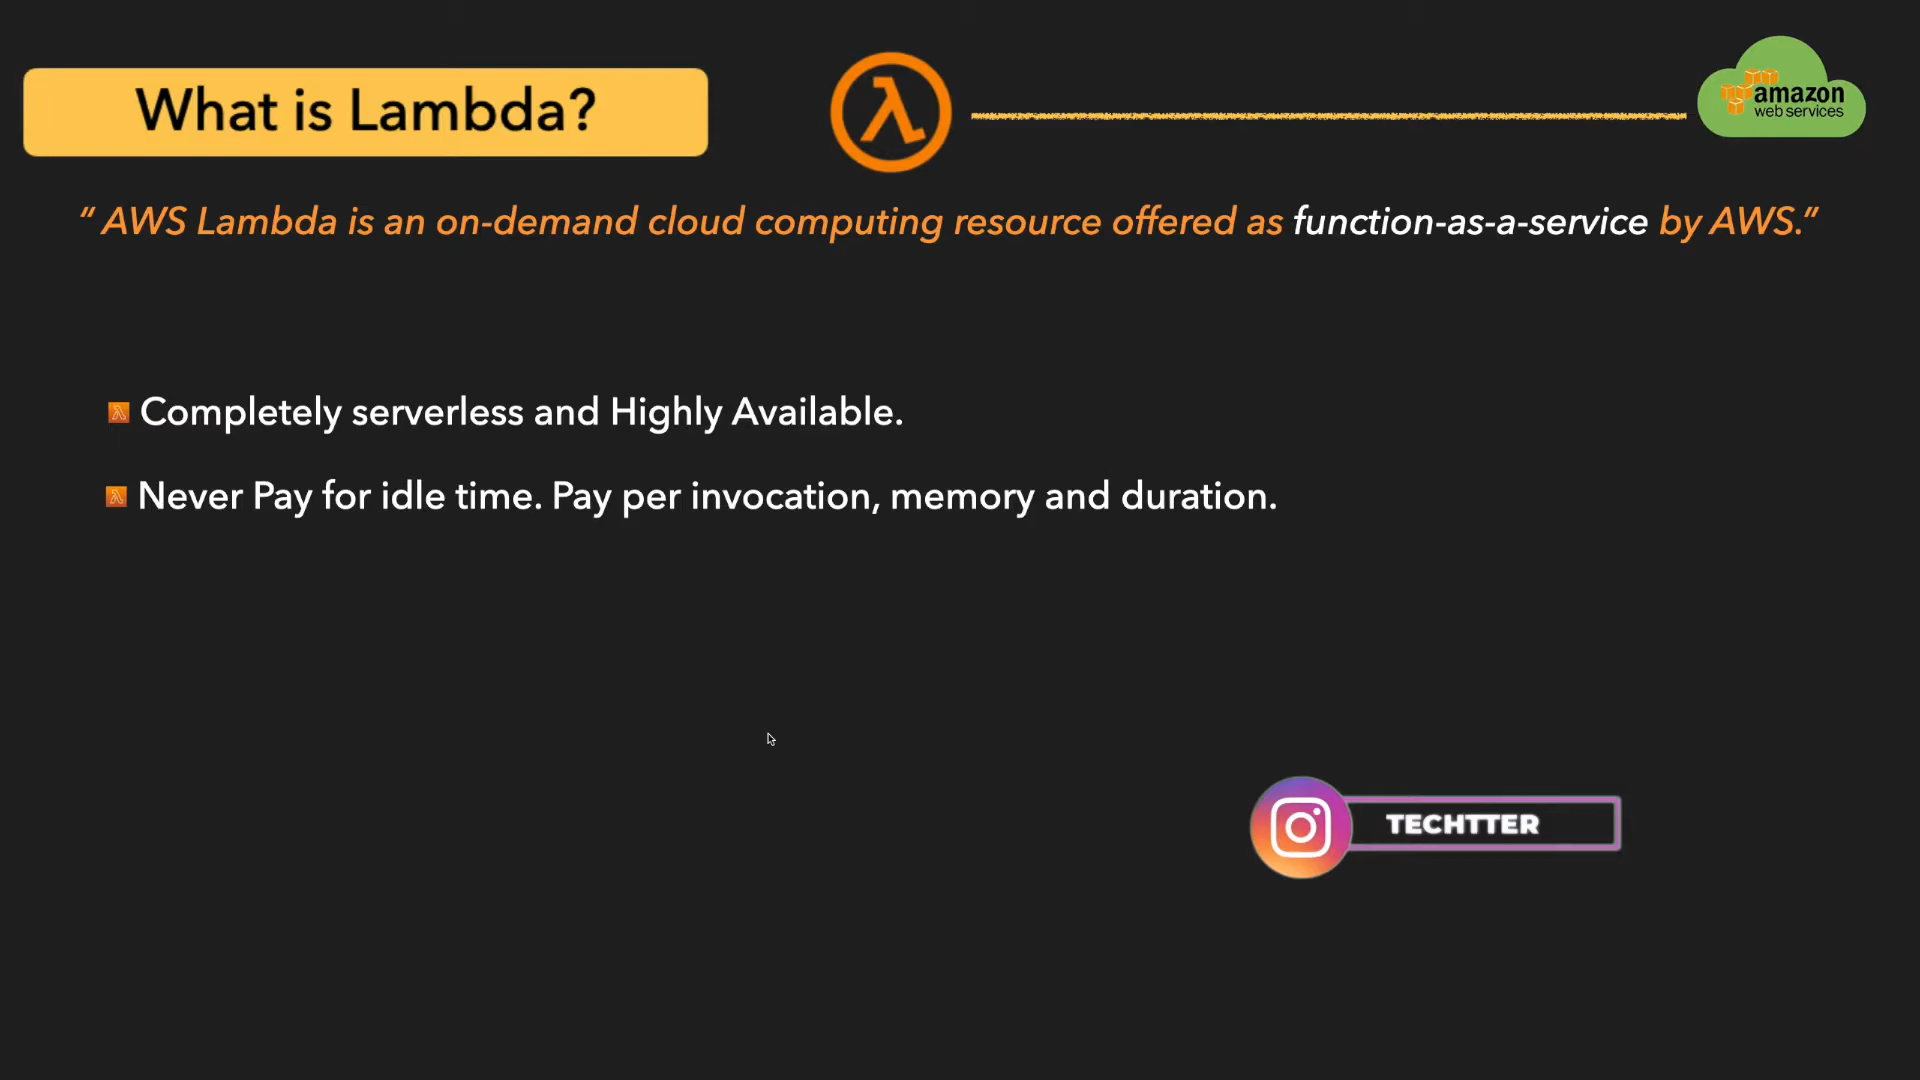 What is Lambda?
λ
amazon
web services
“ AWS Lambda is an on-demand cloud computing resource offered as function-as-a-service by AWS.”
Completely serverless and Highly Available.
Never Pay for idle time. Pay per invocation, memory and duration.
TECHTTER